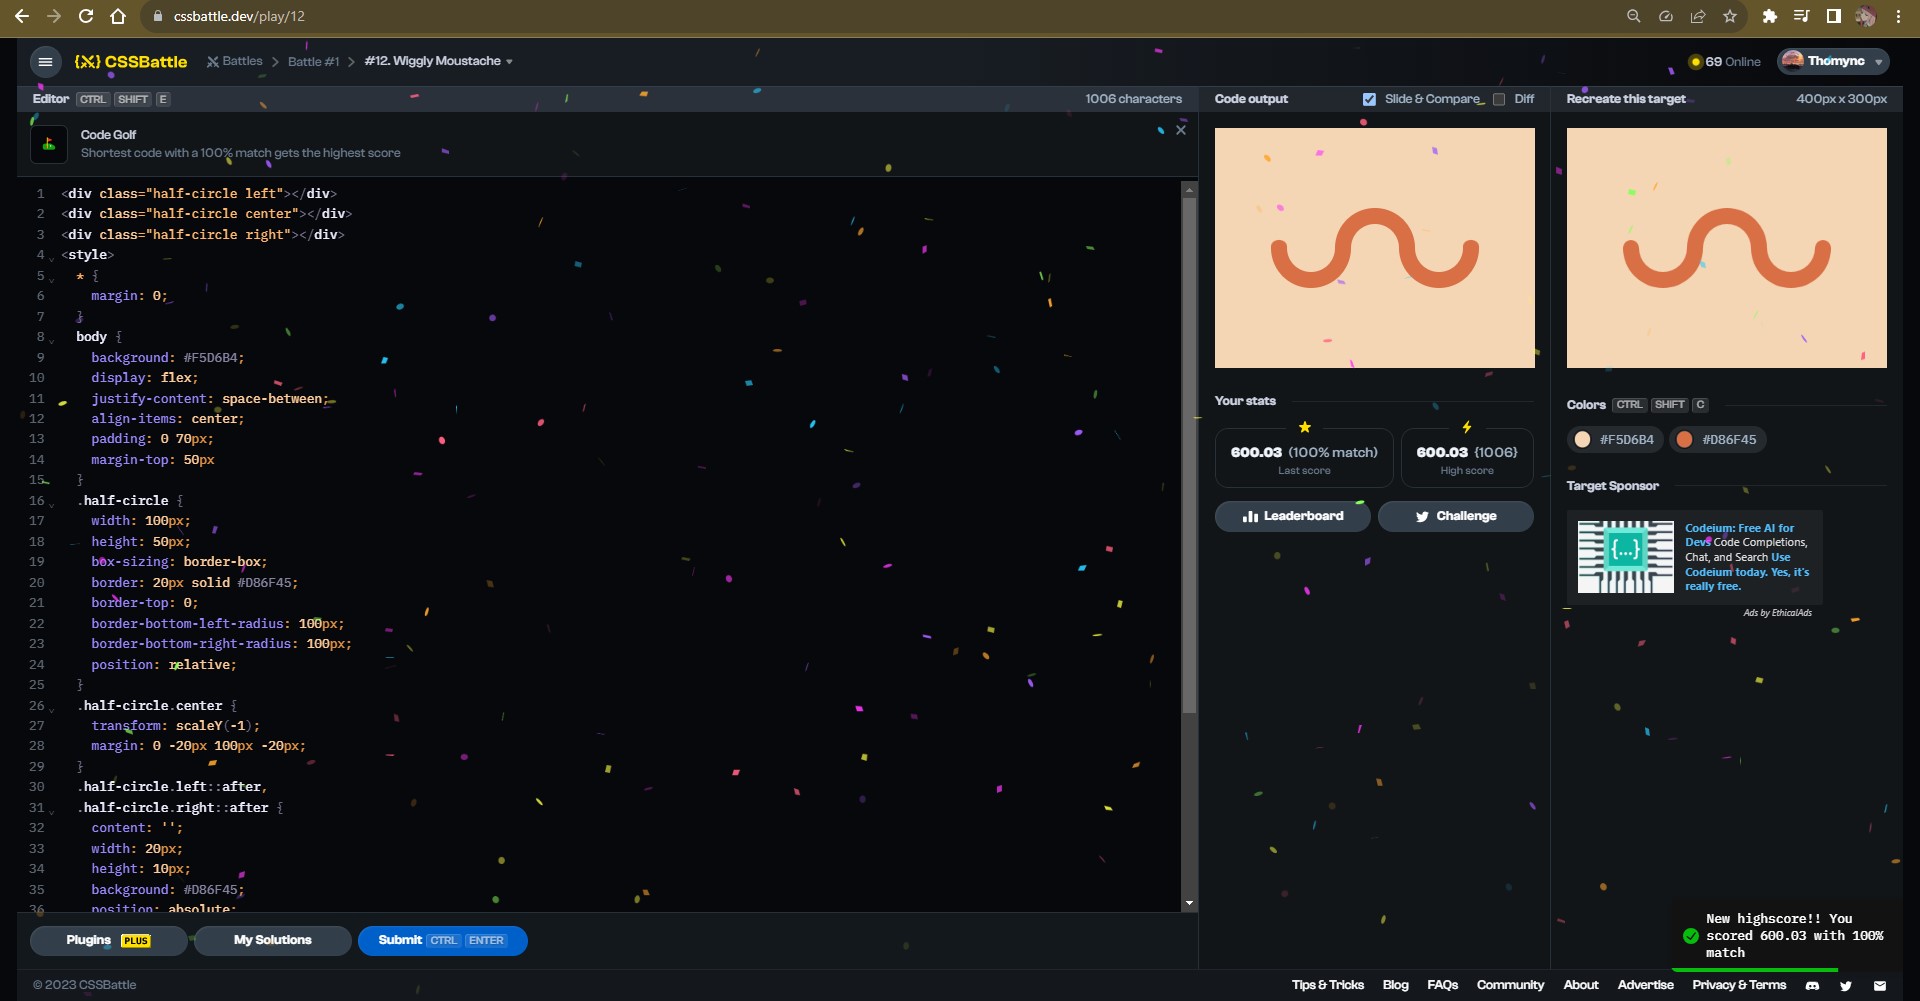 cssbattle.dev/play/12
CSSBattle
Battles
Battle #1
#12. Wiggly Moustache
69 Online
Thomync
Editor CTRL SHIFT E
1006 characters
Code Golf
Shortest code with a 100% match gets the highest score
1 <div class="half-circle left"></div>
2 <div class="half-circle center"></div>
3 <div class="half-circle right"></div>
4 <style>
5 * {
6 margin: 0;
7 }
8 body {
9 background: #F5D6B4;
10 display: flex;
11 justify-content: space-between;
12 align-items: center;
13 padding: 0 70px;
14 margin-top: 50px
15 }
16 .half-circle {
17 width: 100px;
18 height: 50px;
19 box-sizing: border-box;
20 border: 20px solid #D86F45;
21 border-top: 0;
22 border-bottom-left-radius: 100px;
23 border-bottom-right-radius: 100px;
24 position: relative;
25 }
26 .half-circle.center {
27 transform: scaleY(-1);
28 margin: 0 -20px 100px -20px;
29 }
30 .half-circle.left::after,
31 .half-circle.right::after {
32 content: '';
33 width: 20px;
34 height: 10px;
35 background: #D86F45;
36 position: absolute;
Plugins PLUS
My Solutions
Submit CTRL ENTER
Code output
Slide & Compare
Diff
Your stats
600.03 (100% match)
Last score
600.03 {1006}
High score
Leaderboard
Challenge
Recreate this target
400px x 300px
Colors CTRL SHIFT C
#F5D6B4
#D86F45
Target Sponsor
{...}
Codeium: Free AI for
Devs Code Completions,
Chat, and Search Use
Codeium today. Yes, it's
really free.
Ads by EthicalAds
New highscore!! You
scored 600.03 with 100%
match
© 2023 CSSBattle
Tips & Tricks
Blog
FAQs
Community
About
Advertise
Privacy & Terms